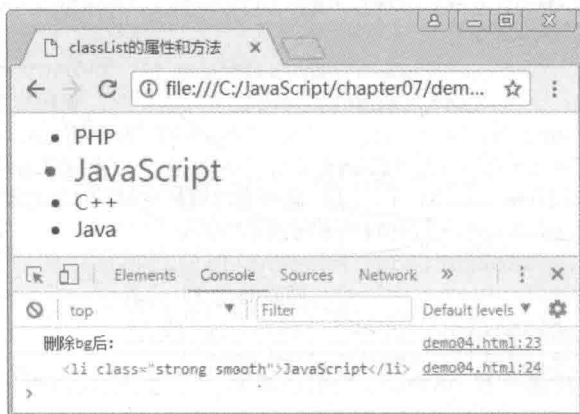 classList的属性和方法
file:///C:/JavaScript/chapter07/dem...
PHP
JavaScript
C++
Java
Elements Console Sources Network »
top Filter Default levels
删除bg后: demo04.html:23
<li class="strong smooth">JavaScript</li> demo04.html:24
>